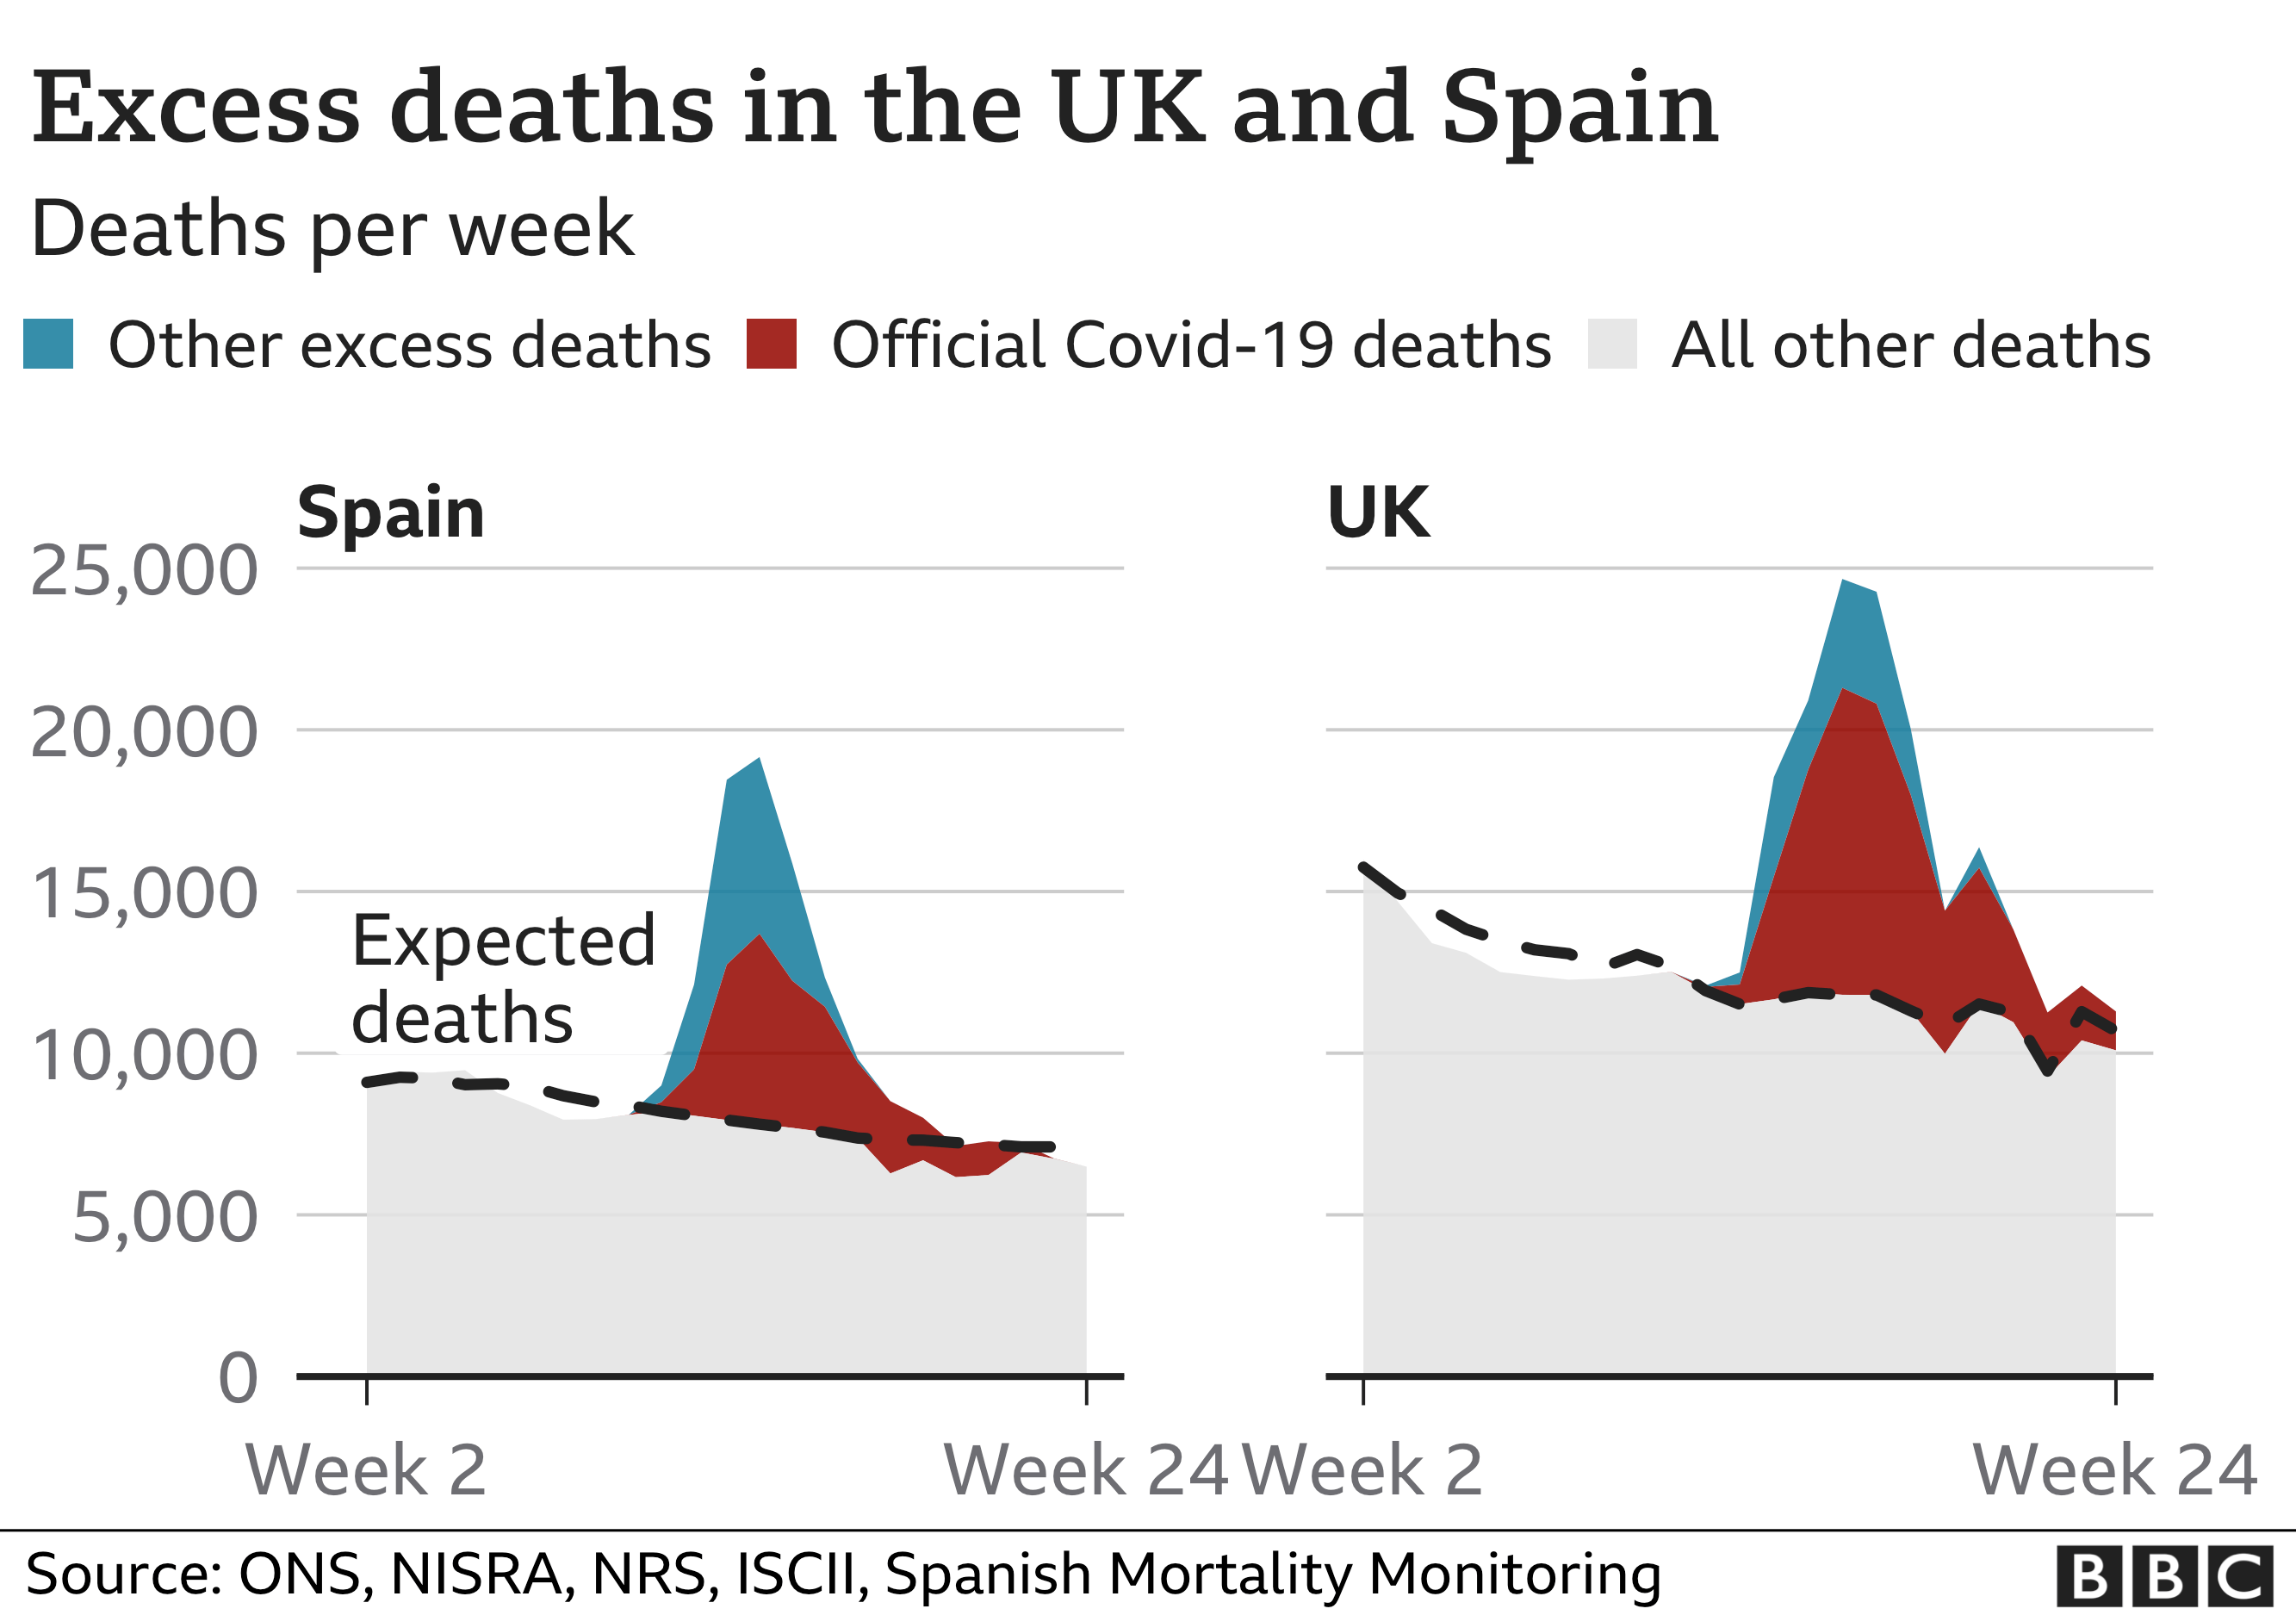 Excess deaths in the UK and Spain
Deaths per week
Other excess deaths Official Covid-19 deaths All other deaths
Spain UK
25,000
20,000
15,000
Expected
deaths
10,000
5,000
0
Week 2 Week 24 Week 2 Week 24
Source: ONS, NISRA, NRS, ISCII, Spanish Mortality Monitoring
BBC